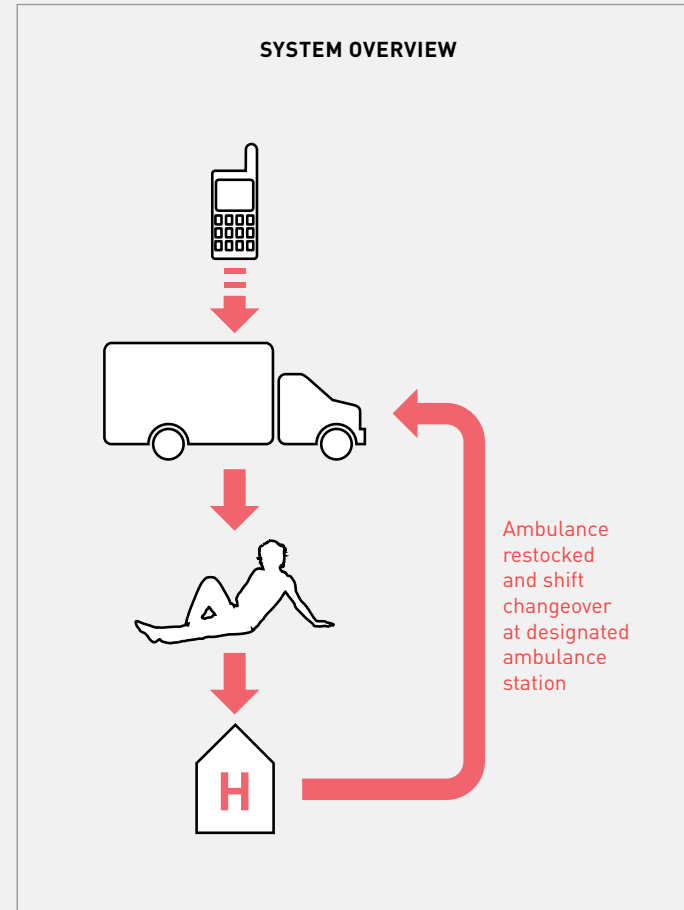 SYSTEM OVERVIEW
Ambulance
restocked
and shift
changeover
at designated
ambulance
station
H